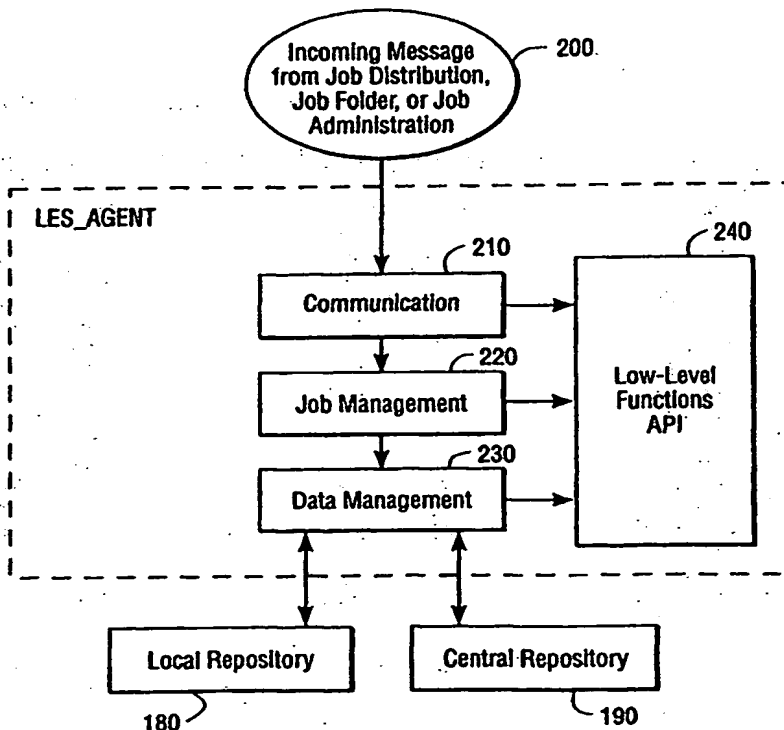 Incoming Message
from Job Distribution,
Job Folder, or Job
Administration
200
LES_AGENT
210
Communication
240
220
Job Management
Low-Level
Functions
API
230
Data Management
Local Repository
Central Repository
180
190